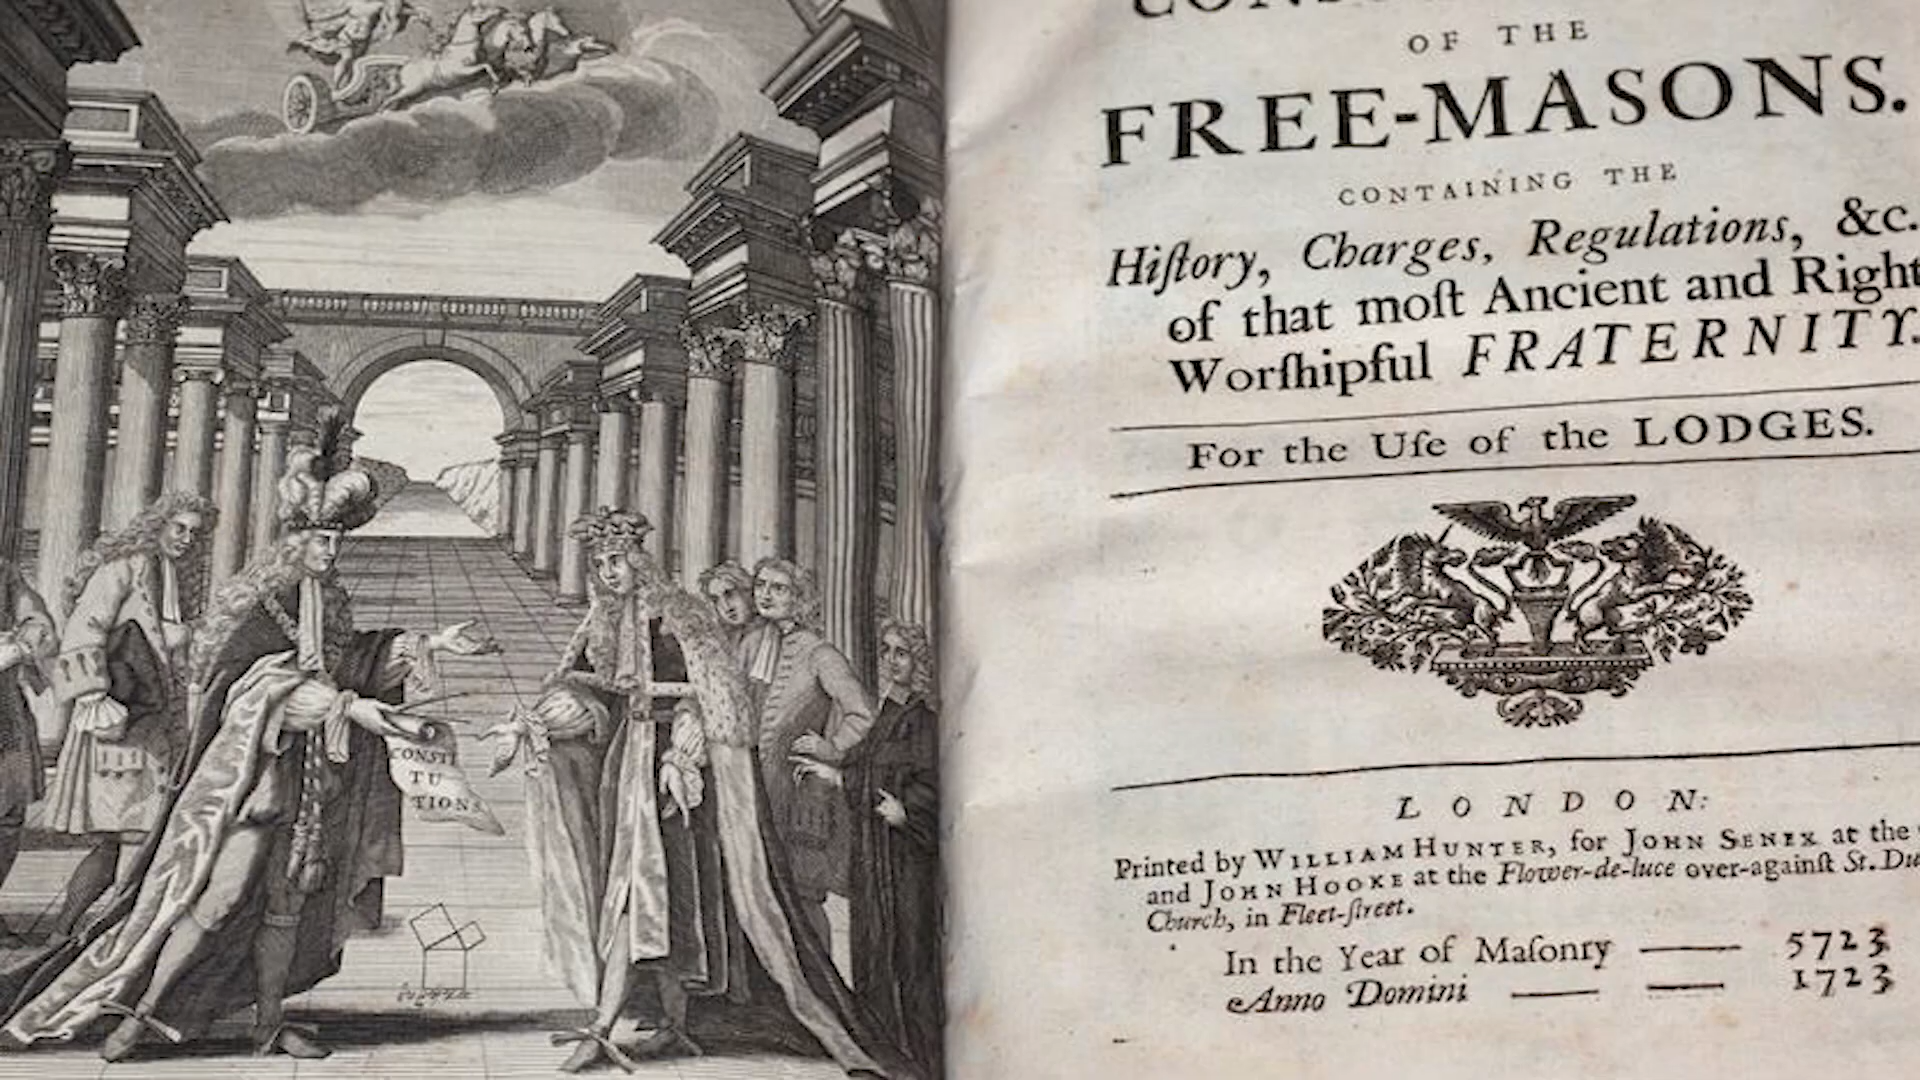 CONSTI
TU
TIONS
OF THE
FREE-MASONS.
CONTAINING THE
Hiſtory, Charges, Regulations, &c.
of that moſt Ancient and Right
Worſhipful FRATERNITY.
For the Uſe of the LODGES.
LONDON:
Printed by WILLIAM HUNTER, for JOHN SENEX at the
and JOHN HOOKE at the Flower-de-luce over-againſt St.
Church, in Fleet-ſtreet.
In the Year of Maſonry —— 5723
Anno Domini —— —— 1723